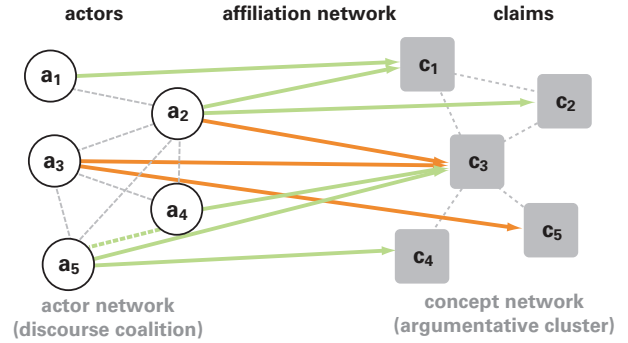 actors affiliation network claims
a1
c1
a2
c2
a3
c3
a4
c5
a5
c4
actor network
(discourse coalition)
concept network
(argumentative cluster)